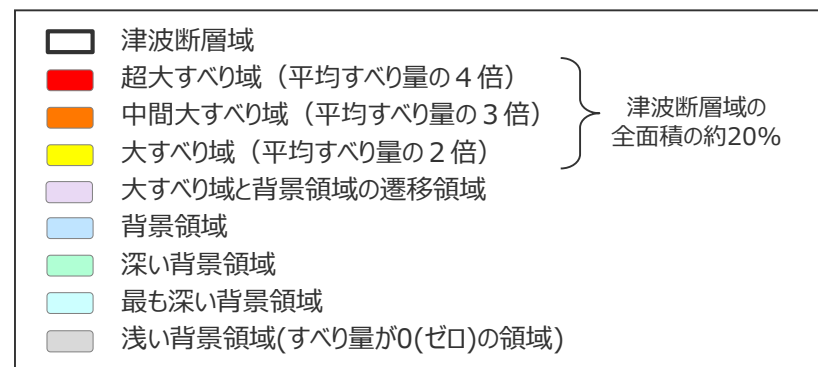 津波断層域
超大すべり域（平均すべり量の４倍）
中間大すべり域（平均すべり量の３倍）
大すべり域（平均すべり量の２倍）
津波断層域の
全面積の約20%
大すべり域と背景領域の遷移領域
背景領域
深い背景領域
最も深い背景領域
浅い背景領域(すべり量が0(ゼロ)の領域)